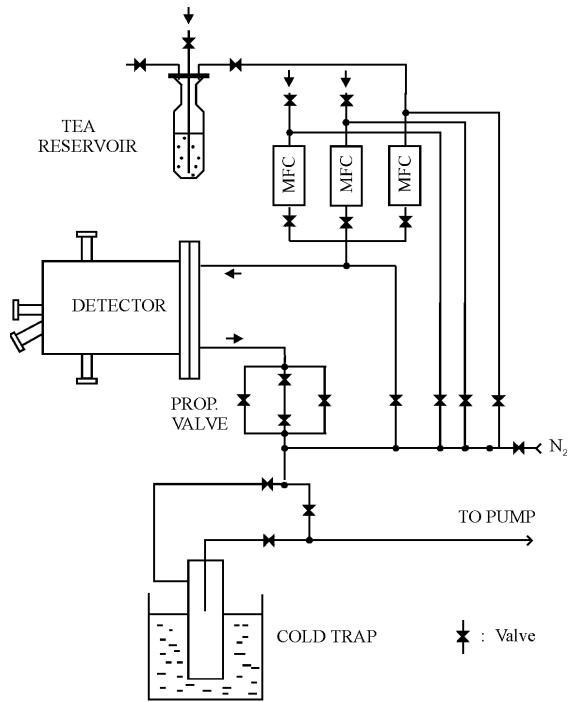 TEA
RESERVOIR
MFC
MFC
MFC
DETECTOR
PROP.
VALVE
N2
TO PUMP
COLD TRAP
: Valve